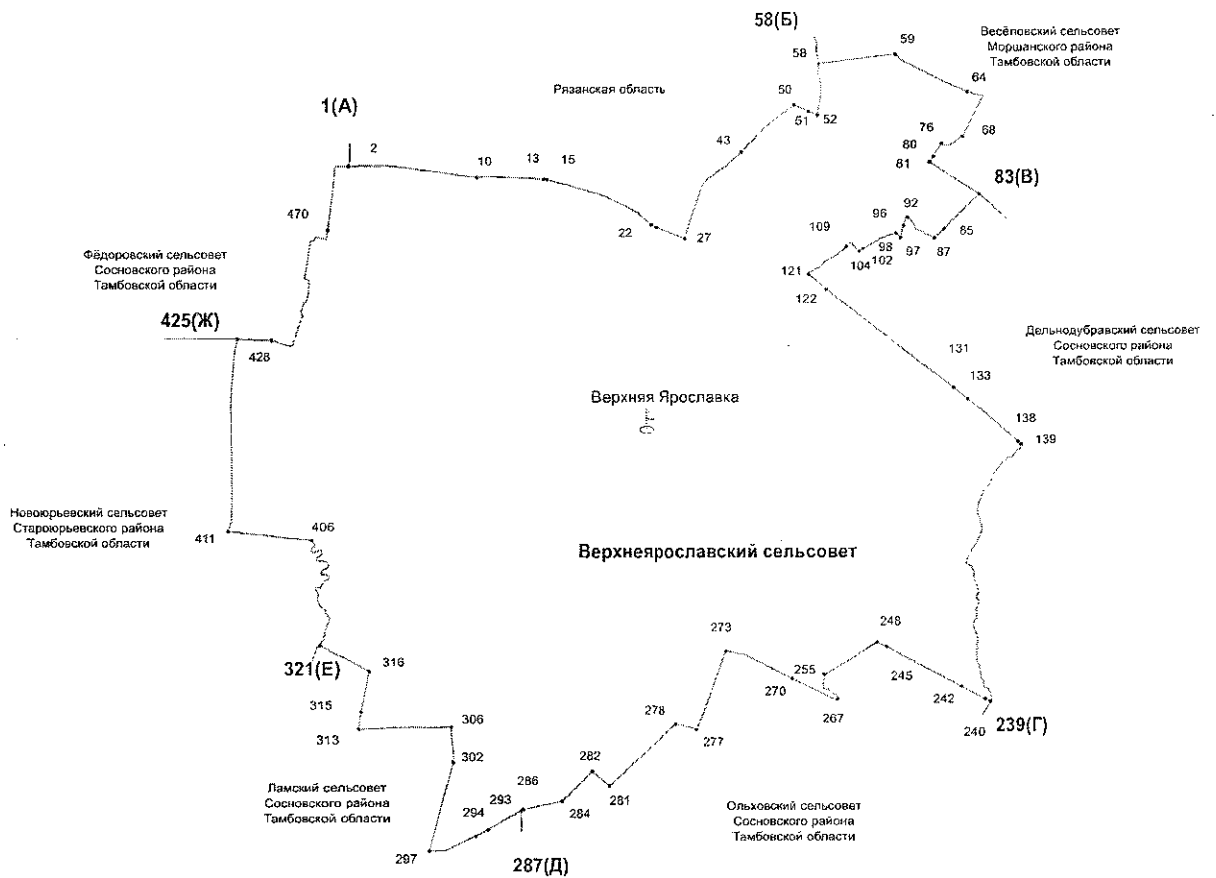 58(Б)
59
Весёловский сельсовет
Моршанского района
Тамбовской области
58
64
Рязанская область
50
1(А)
51
52
2
43
76
68
80
81
10
13
15
83(В)
92
96
470
22
27
109
98
97
87
85
102
104
Фёдоровский сельсовет
Сосновского района
Тамбовской области
121
122
425(Ж)
428
Дельнодубравский сельсовет
Сосновского района
Тамбовской области
131
133
Верхняя Ярославка
138
139
Новоюрьевский сельсовет
Староюрьевского района
Тамбовской области
411
406
Верхнеярославский сельсовет
273
248
321(Е)
316
255
270
245
242
267
240
239(Г)
315
313
306
278
277
302
282
286
281
Ламский сельсовет
Сосновского района
Тамбовской области
293
284
294
Ольховский сельсовет
Сосновского района
Тамбовской области
297
287(Д)